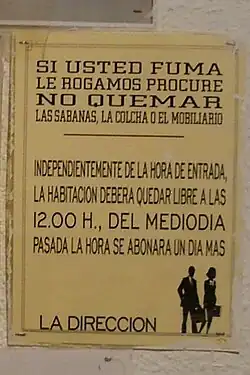 SI USTED FUMA
LE ROGAMOS PROCURE
NO QUEMAR
LAS SABANAS, LA COLCHA O EL MOBILIARIO
INDEPENDIENTEMENTE DE LA HORA DE ENTRADA,
LA HABITACIÓN DEBERA QUEDAR LIBRE A LAS
12.00 H., DEL MEDIODIA
PASADA LA HORA SE ABONARA UN DIA MAS
LA DIRECCION